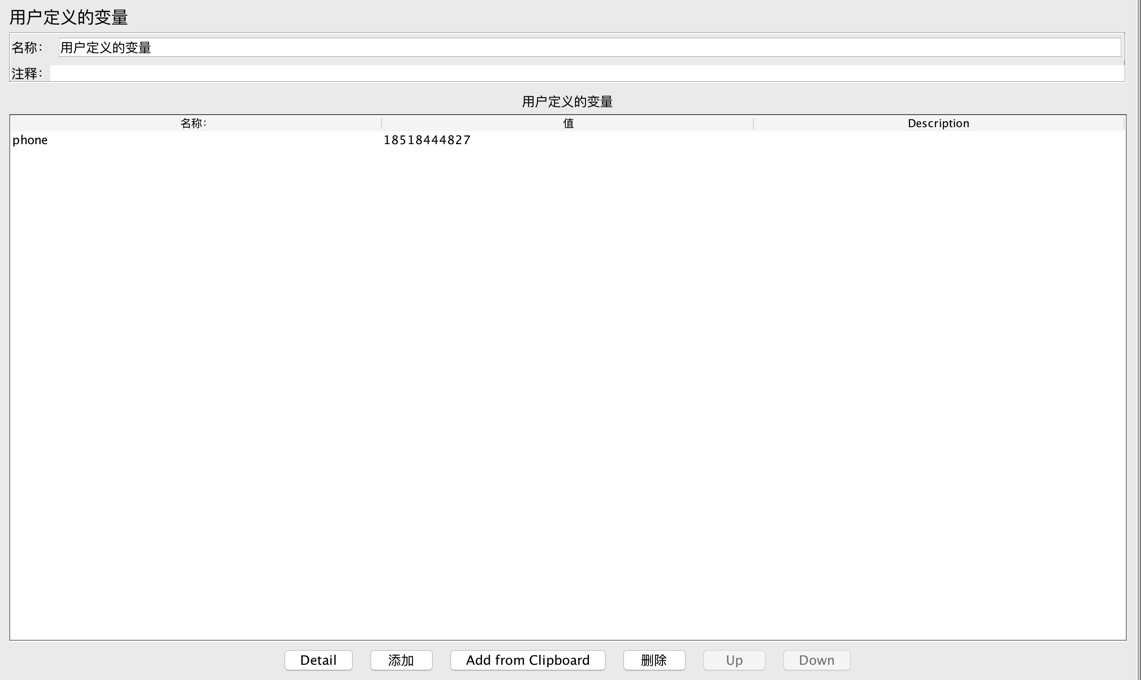 用户定义的变量
名称： 用户定义的变量
注释：
用户定义的变量
名称： 值 Description
phone 18518444827
Detail 添加 Add from Clipboard 删除 Up Down